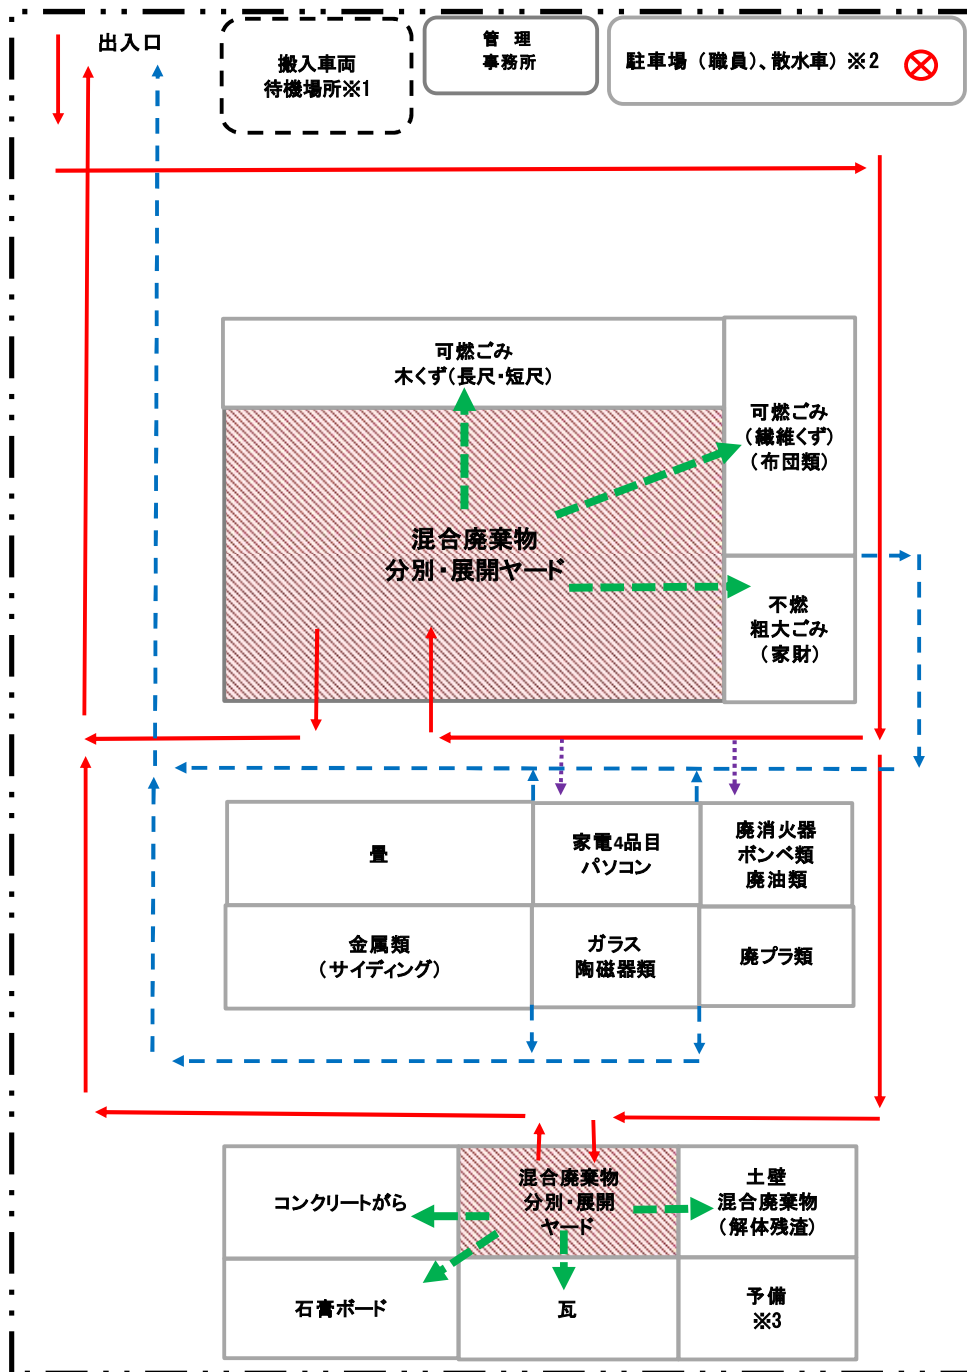 出入口
搬入車両
待機場所※1
管　理
事務所
駐車場（職員）、散水車）※2
可燃ごみ
木くず（長尺・短尺）
可燃ごみ
（繊維くず）
（布団類）
混合廃棄物
分別・展開ヤード
不燃
粗大ごみ
（家財）
畳
家電4品目
パソコン
廃消火器
ボンベ類
廃油類
金属類
（サイディング）
ガラス
陶磁器類
廃プラ類
コンクリートがら
混合廃棄物
分別・展開
ヤード
土壁
混合廃棄物
（解体残渣）
石膏ボード
瓦
予備
※3